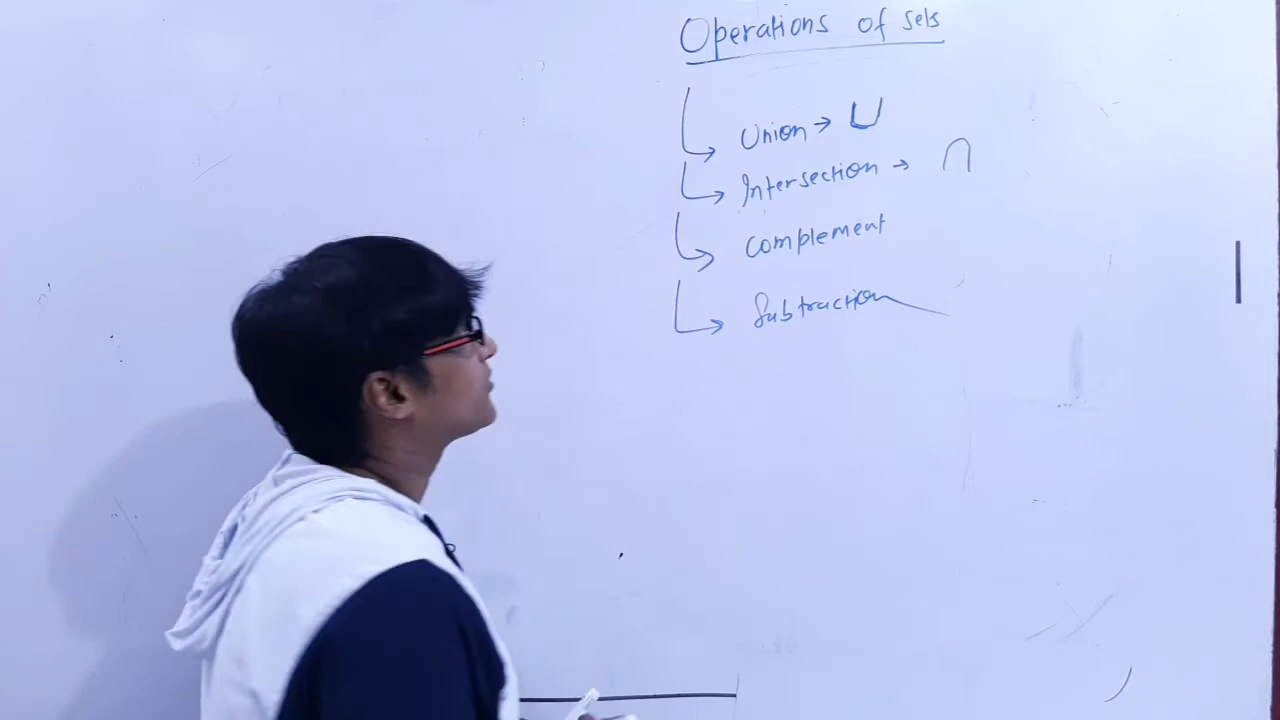 Operations of sets
Union → ∪
Intersection → ∩
Complement
Subtraction